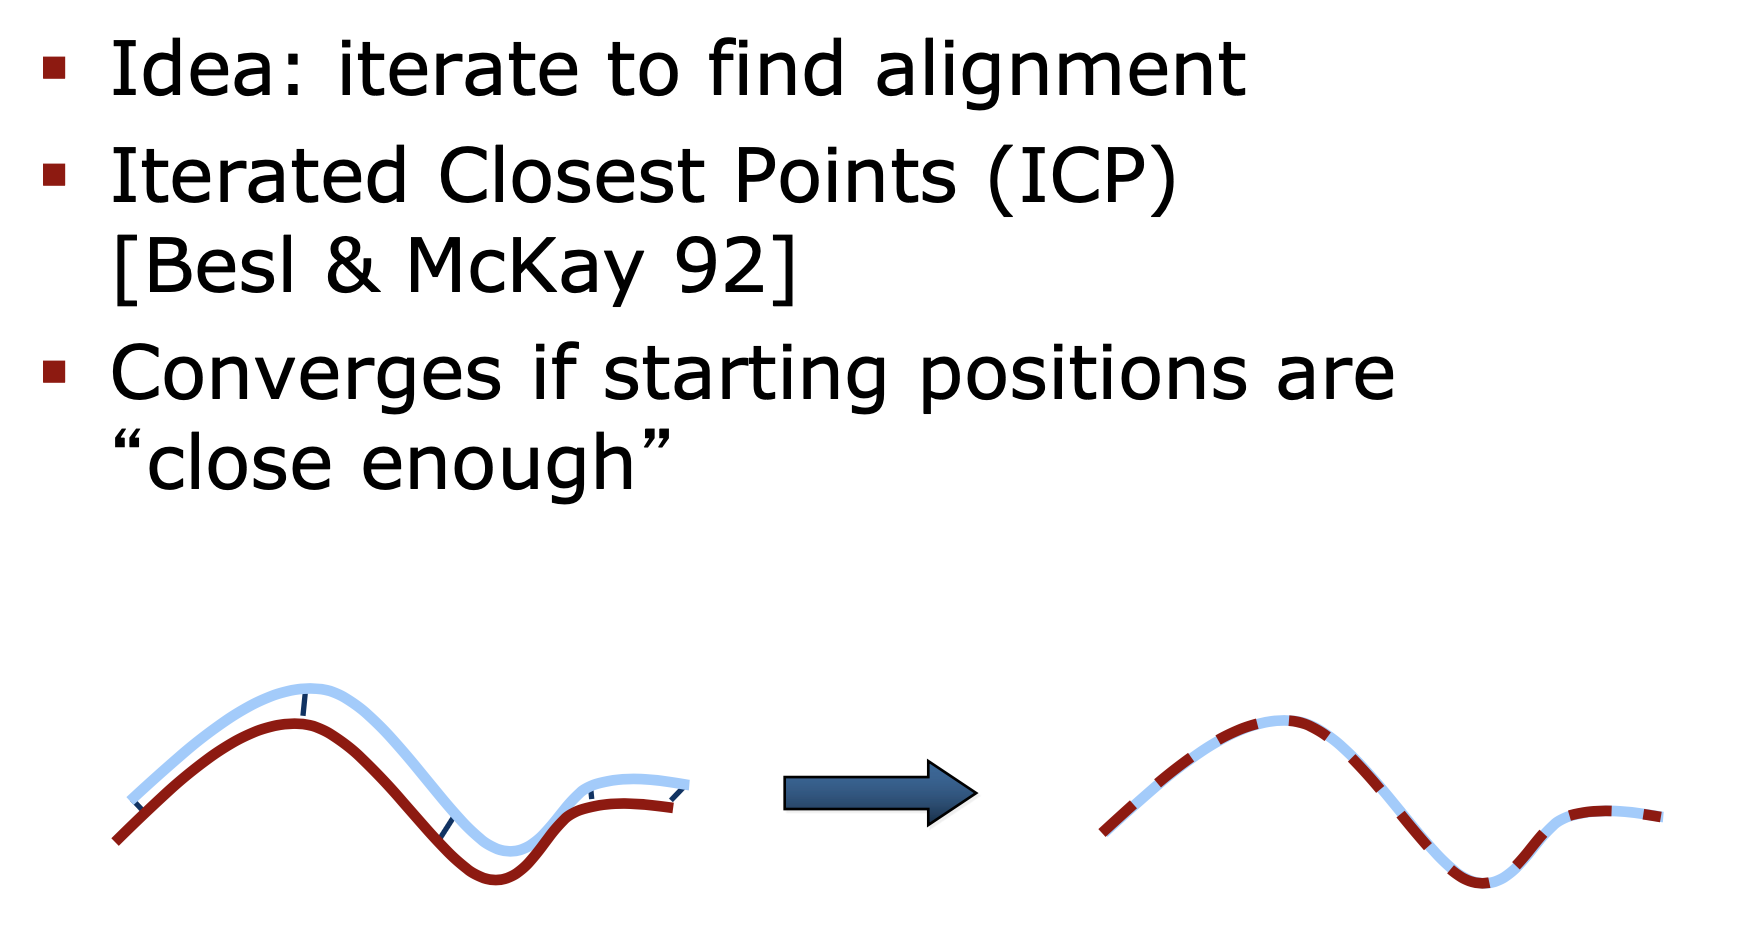 Idea: iterate to find alignment
Iterated Closest Points (ICP)
[Besl & McKay 92]
Converges if starting positions are
“close enough”